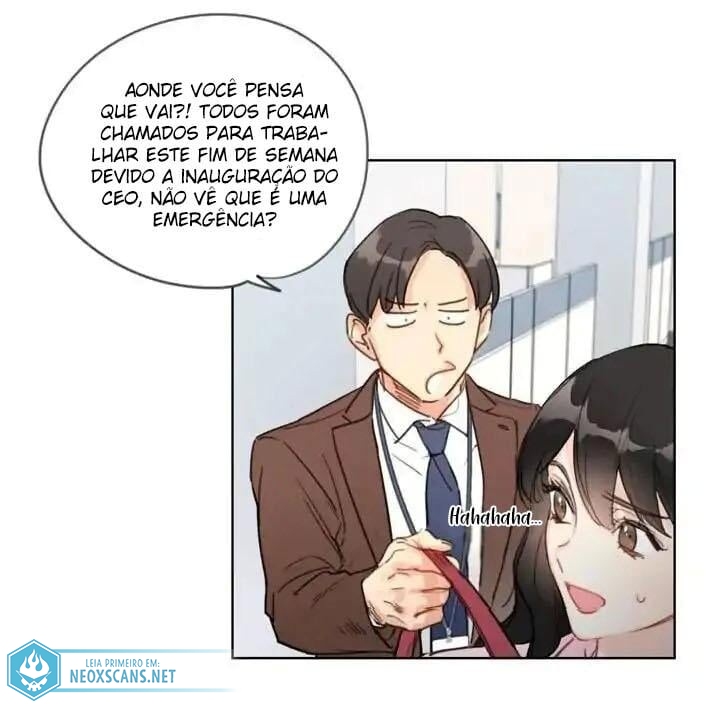 AONDE VOCÊ PENSA
QUE VAI?! TODOS FORAM
CHAMADOS PARA TRABA-
LHAR ESTE FIM DE SEMANA
DEVIDO A INAUGURAÇÃO DO
CEO, NÃO VÊ QUE É UMA
EMERGÊNCIA?
Hahahaha...
LEIA PRIMEIRO EM:
NEOXSCANS.NET